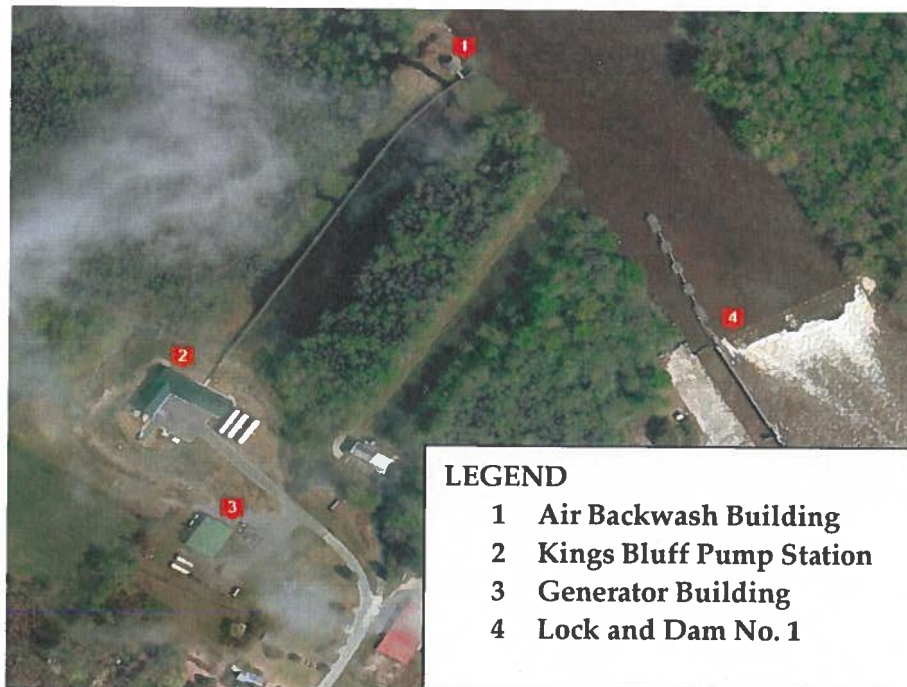 1
2
3
4
LEGEND
1 Air Backwash Building
2 Kings Bluff Pump Station
3 Generator Building
4 Lock and Dam No. 1